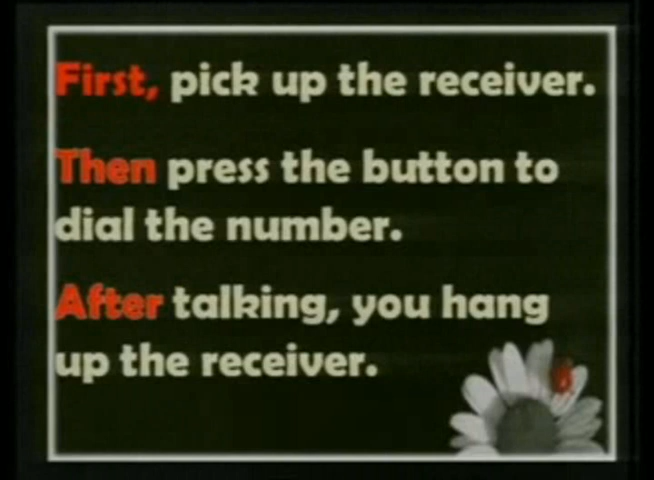 First, pick up the receiver.
Then press the button to
dial the number.
After talking, you hang
up the receiver.